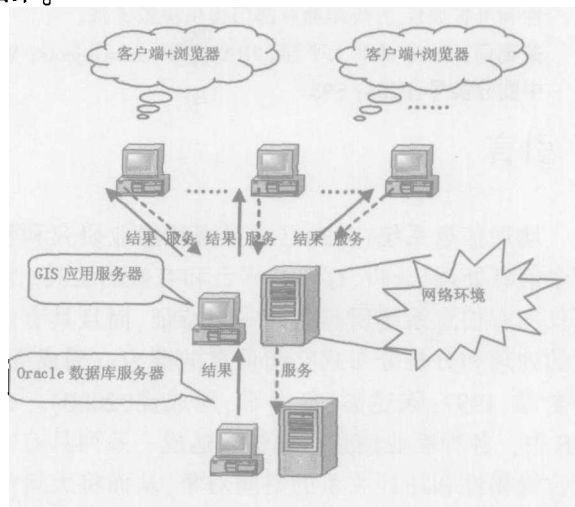 客户端+浏览器
客户端+浏览器
......
......
......
结果 服务 结果 服务 结果 服务
GIS 应用服务器
网络环境
Oracle 数据库服务器
结果
服务
引言